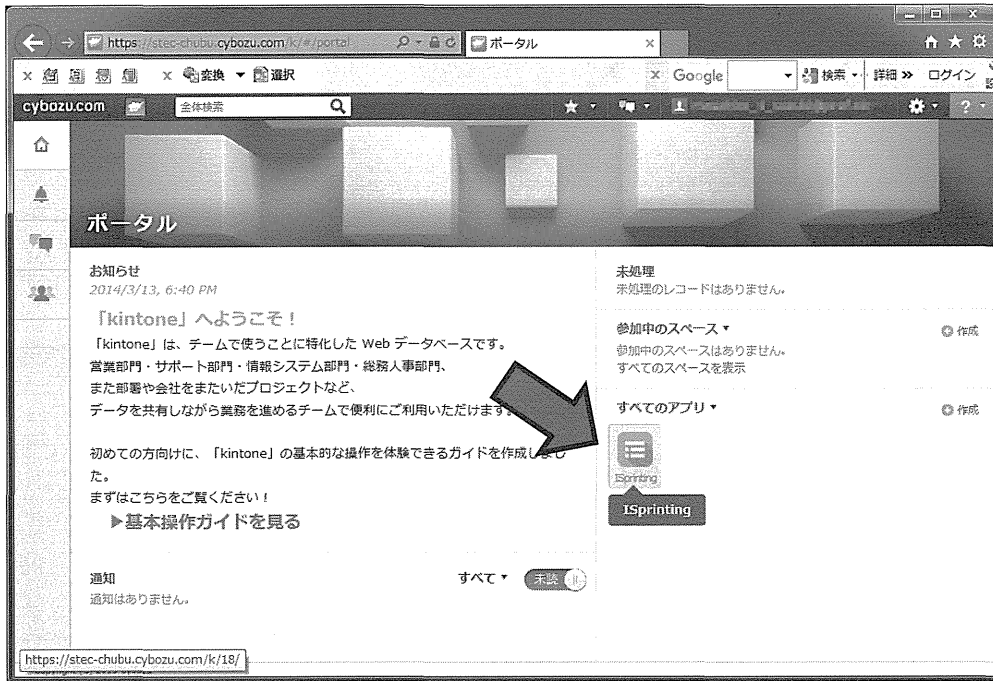 https://stec-chubu.cybozu.com/k/#/portal
ポータル
変換 ▼ 選択
Google
検索
詳細 »
ログイン
cybozu.com
全体検索
ポータル
お知らせ
2014/3/13, 6:40 PM
「kintone」へようこそ!
「kintone」は、チームで使うことに特化した Web データベースです。
営業部門・サポート部門・情報システム部門・総務人事部門、
また部署や会社をまたいだプロジェクトなど、
データを共有しながら業務を進めるチームで便利にご利用いただけます。
初めての方向けに、「kintone」の基本的な操作を体験できるガイドを作成しまし
た。
まずはこちらをご覧ください!
▶基本操作ガイドを見る
通知
すべて ▼
未読
通知はありません。
未処理
未処理のレコードはありません。
参加中のスペース ▼
作成
参加中のスペースはありません。
すべてのスペースを表示
すべてのアプリ ▼
作成
ISprinting
ISprinting
https://stec-chubu.cybozu.com/k/18/